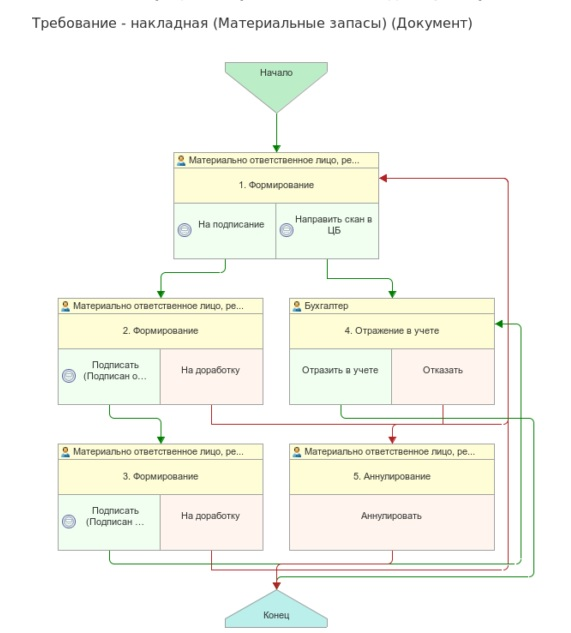 Требование - накладная (Материальные запасы) (Документ)
Начало
Материально ответственное лицо, ре...
1. Формирование
На подписание
Направить скан в
ЦБ
Материально ответственное лицо, ре...
2. Формирование
Подписать
(Подписан о...
На доработку
Бухгалтер
4. Отражение в учете
Отразить в учете
Отказать
Материально ответственное лицо, ре...
3. Формирование
Подписать
(Подписан ...
На доработку
Материально ответственное лицо, ре...
5. Аннулирование
Аннулировать
Конец